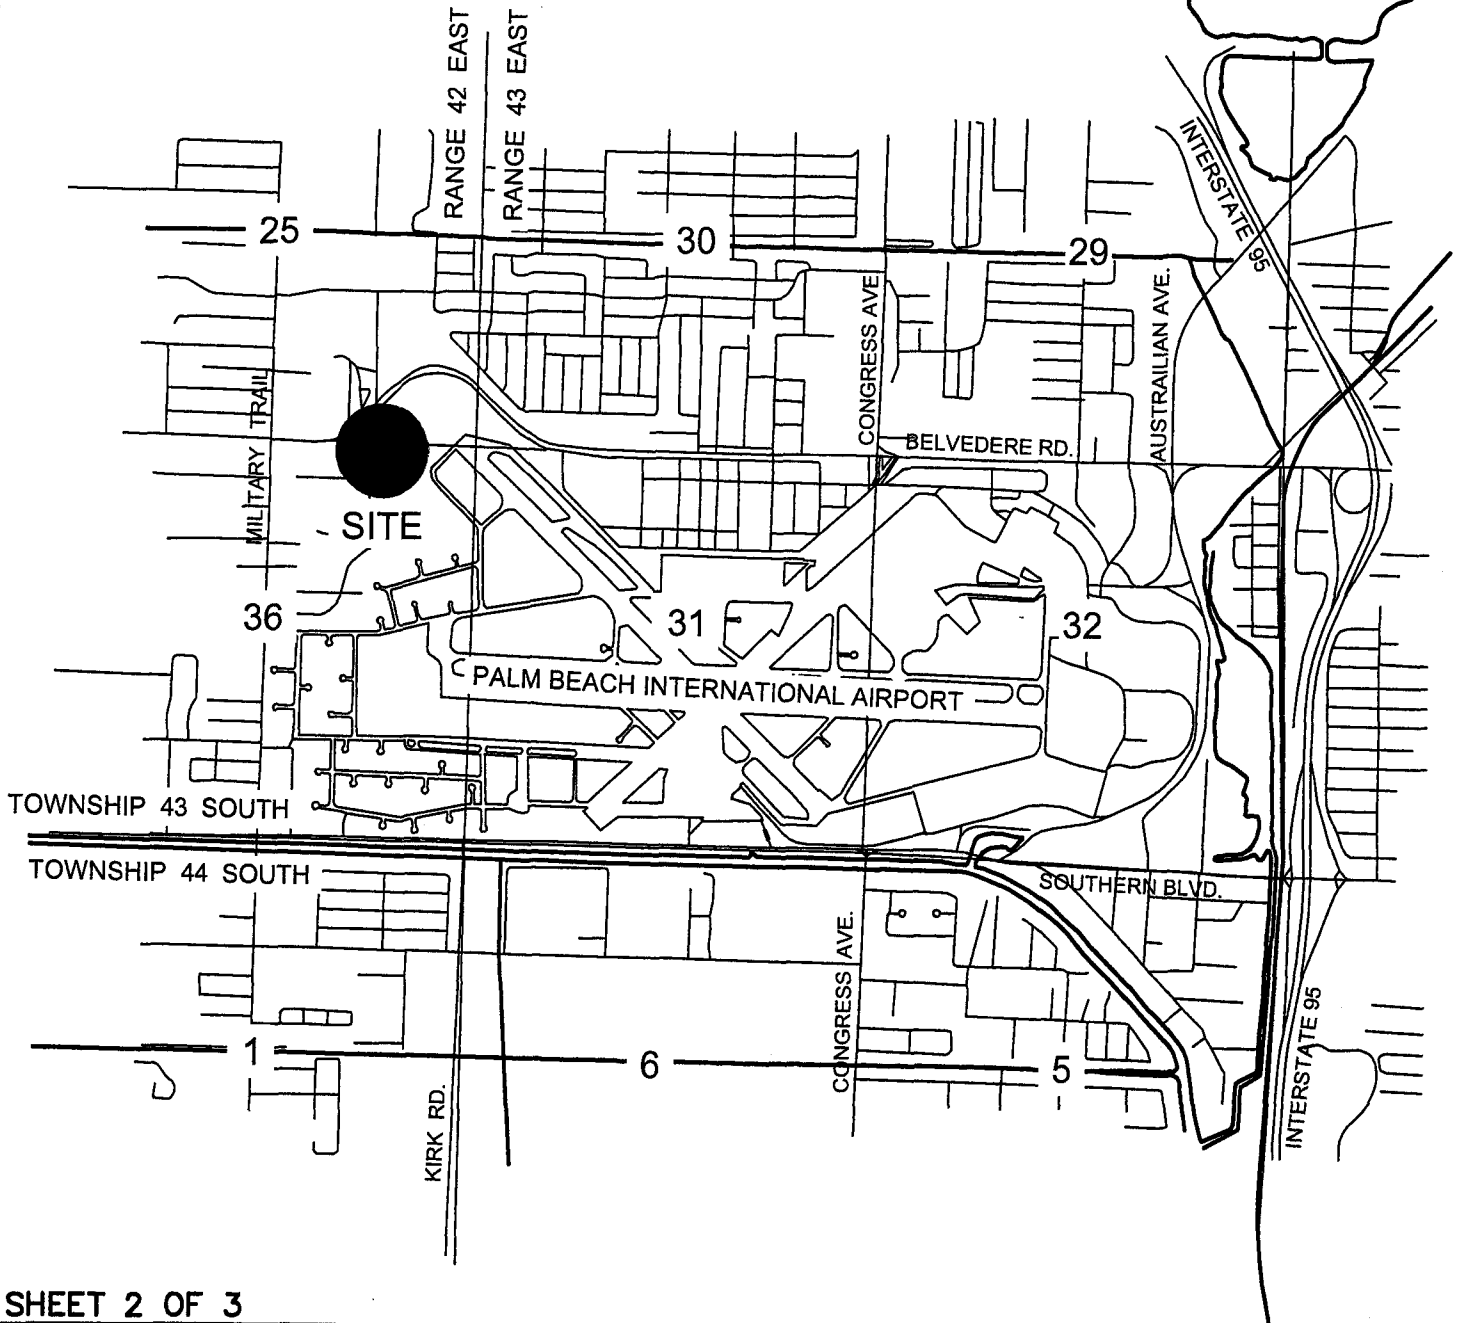 RANGE 42 EAST
RANGE 43 EAST
INTERSTATE 95
25
30
29
CONGRESS AVE
AUSTRAILIAN AVE.
MILITARY TRAIL
BELVEDERE RD.
SITE
36
31
32
PALM BEACH INTERNATIONAL AIRPORT
TOWNSHIP 43 SOUTH
TOWNSHIP 44 SOUTH
SOUTHERN BLVD.
CONGRESS AVE.
INTERSTATE 95
1
6
5
KIRK RD.
SHEET 2 OF 3